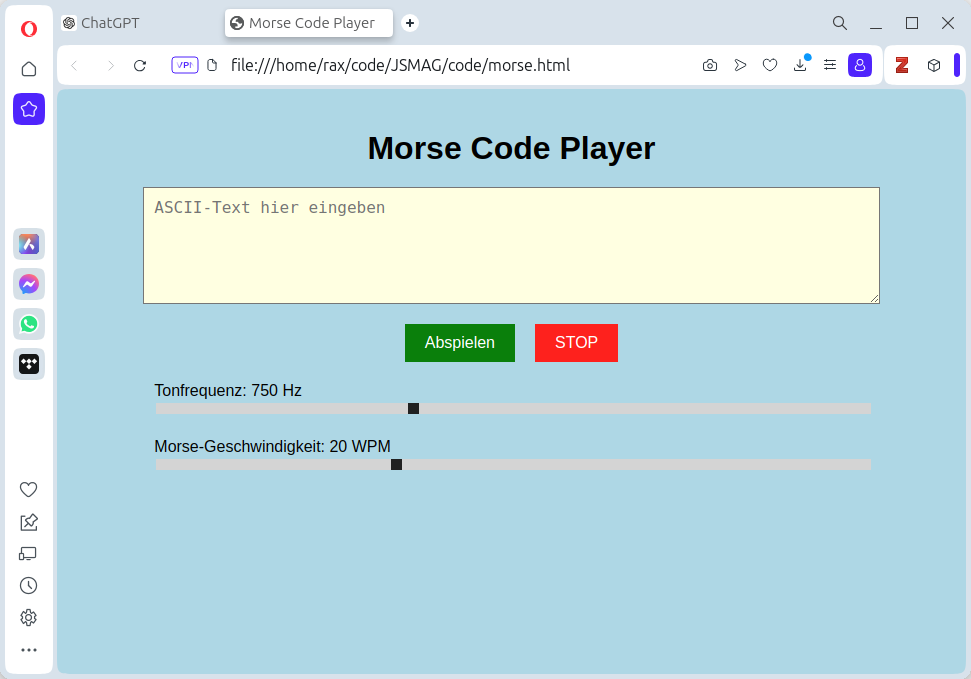 ChatGPT
Morse Code Player
VPN
file:///home/rax/code/JSMAG/code/morse.html
Z
Morse Code Player
ASCII-Text hier eingeben
Abspielen
STOP
Tonfrequenz: 750 Hz
Morse-Geschwindigkeit: 20 WPM